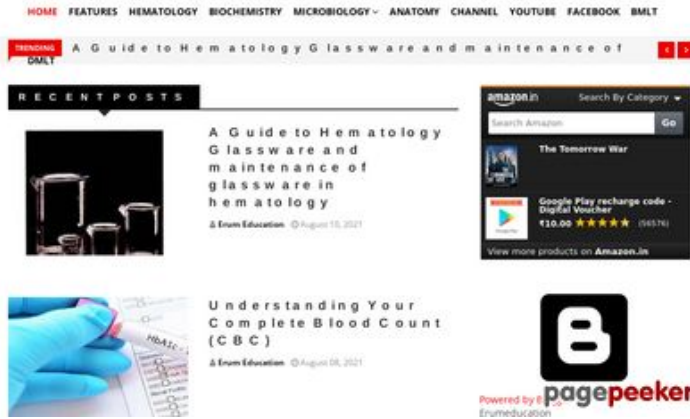 HOME FEATURES HEMATOLOGY BIOCHEMISTRY MICROBIOLOGY ANATOMY CHANNEL YOUTUBE FACEBOOK BMLT
DMLT
TRENDING A Guide to Hematology Glassware and maintenance of
RECENT POSTS
A Guide to Hematology
Glassware and
maintenance of
glassware in
hematology
Erum Education August 10, 2021
Understanding Your
Complete Blood Count
(CBC)
Erum Education August 08, 2021
HbA1c
amazon.in Search By Category
Search Amazon Go
The Tomorrow War
Google Play recharge code -
Digital Voucher
₹10.00 (56576)
View more products on Amazon.in
Powered by
Erumeducation
pagepeeker